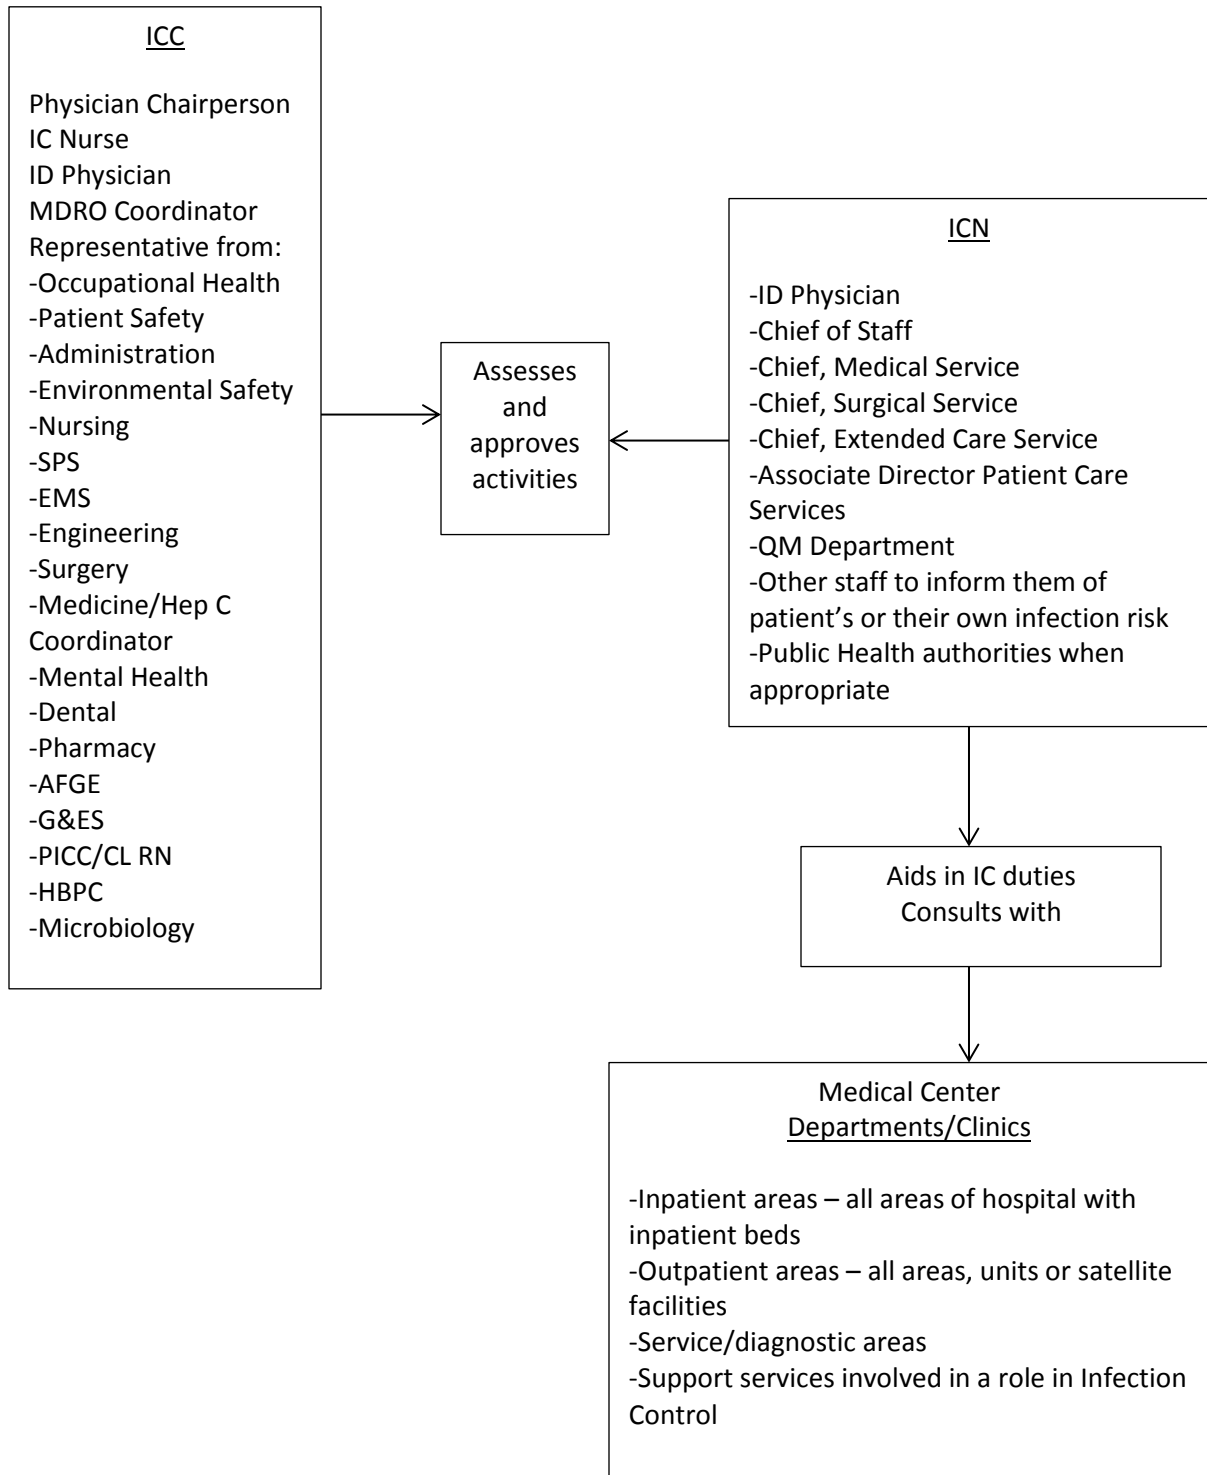 ICC
Physician Chairperson
IC Nurse
ID Physician
MDRO Coordinator
Representative from:
-Occupational Health
-Patient Safety
-Administration
-Environmental Safety
-Nursing
-SPS
-EMS
-Engineering
-Surgery
-Medicine/Hep C
Coordinator
-Mental Health
-Dental
-Pharmacy
-AFGE
-G&ES
-PICC/CL RN
-HBPC
-Microbiology
Assesses
and
approves
activities
ICN
-ID Physician
-Chief of Staff
-Chief, Medical Service
-Chief, Surgical Service
-Chief, Extended Care Service
-Associate Director Patient Care
Services
-QM Department
-Other staff to inform them of
patient’s or their own infection risk
-Public Health authorities when
appropriate
Aids in IC duties
Consults with
Medical Center
Departments/Clinics
-Inpatient areas – all areas of hospital with
inpatient beds
-Outpatient areas – all areas, units or satellite
facilities
-Service/diagnostic areas
-Support services involved in a role in Infection
Control